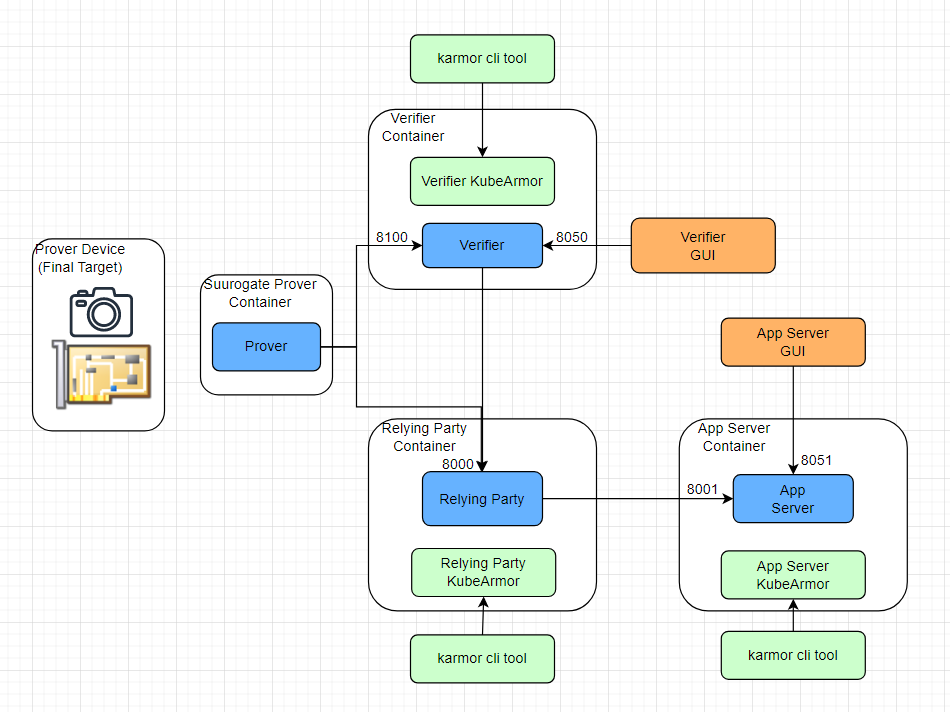 karmor cli tool
Verifier
Container
Verifier KubeArmor
8100
Verifier
8050
Verifier
GUI
Prover Device
(Final Target)
Suurogate Prover
Container
Prover
App Server
GUI
Relying Party
Container
8000
Relying Party
Relying Party
KubeArmor
karmor cli tool
App Server
Container
8051
8001
App
Server
App Server
KubeArmor
karmor cli tool